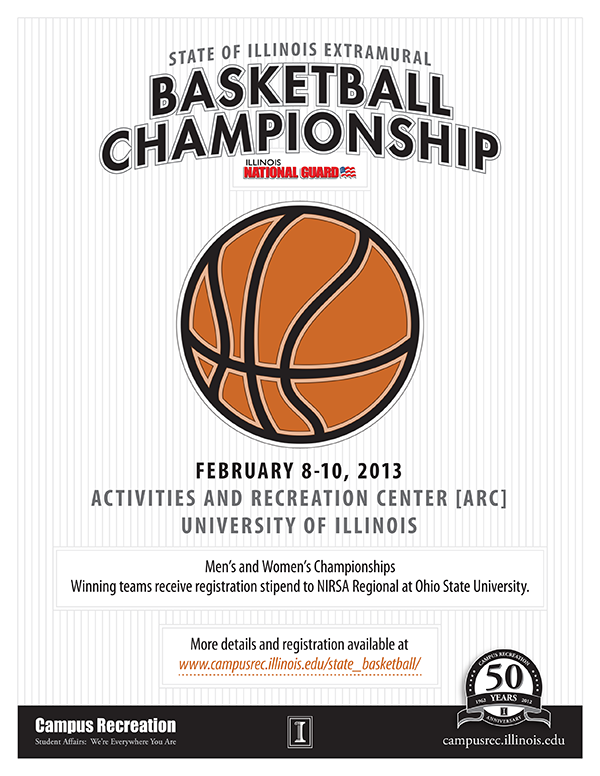 STATE OF ILLINOIS EXTRAMURAL
BASKETBALL
CHAMPIONSHIP
ILLINOIS
NATIONAL GUARD
FEBRUARY 8-10, 2013
ACTIVITIES AND RECREATION CENTER [ARC]
UNIVERSITY OF ILLINOIS
Men's and Women's Championships
Winning teams receive registration stipend to NIRSA Regional at Ohio State University.
More details and registration available at
www.campusrec.illinois.edu/state_basketball/
CAMPUS RECREATION
50
1962 YEARS 2012
I
ANNIVERSARY
Campus Recreation
Student Affairs: We're Everywhere You Are
I
campusrec.illinois.edu